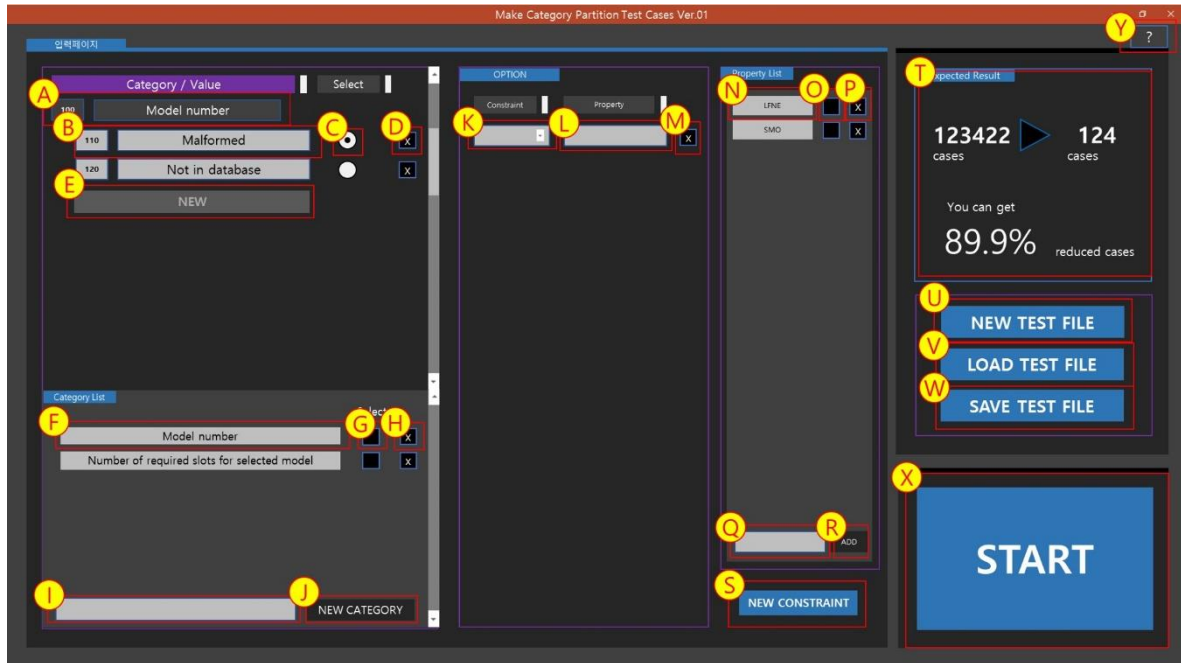 Make Category Partition Test Cases Ver.01
Y
?
입력페이지
Category / Value
Select
A
100
Model number
B
110
Malformed
C
D
X
120
Not in database
X
E
NEW
Category List
Select
F
Model number
G
H
X
Number of required slots for selected model
X
I
J
NEW CATEGORY
OPTION
Constraint
Property
K
L
M
X
Property List
N
LFNE
O
P
X
SMO
X
Q
R
ADD
S
NEW CONSTRAINT
T
Expected Result
123422
cases
124
cases
You can get
89.9% reduced cases
U
NEW TEST FILE
V
LOAD TEST FILE
W
SAVE TEST FILE
X
START